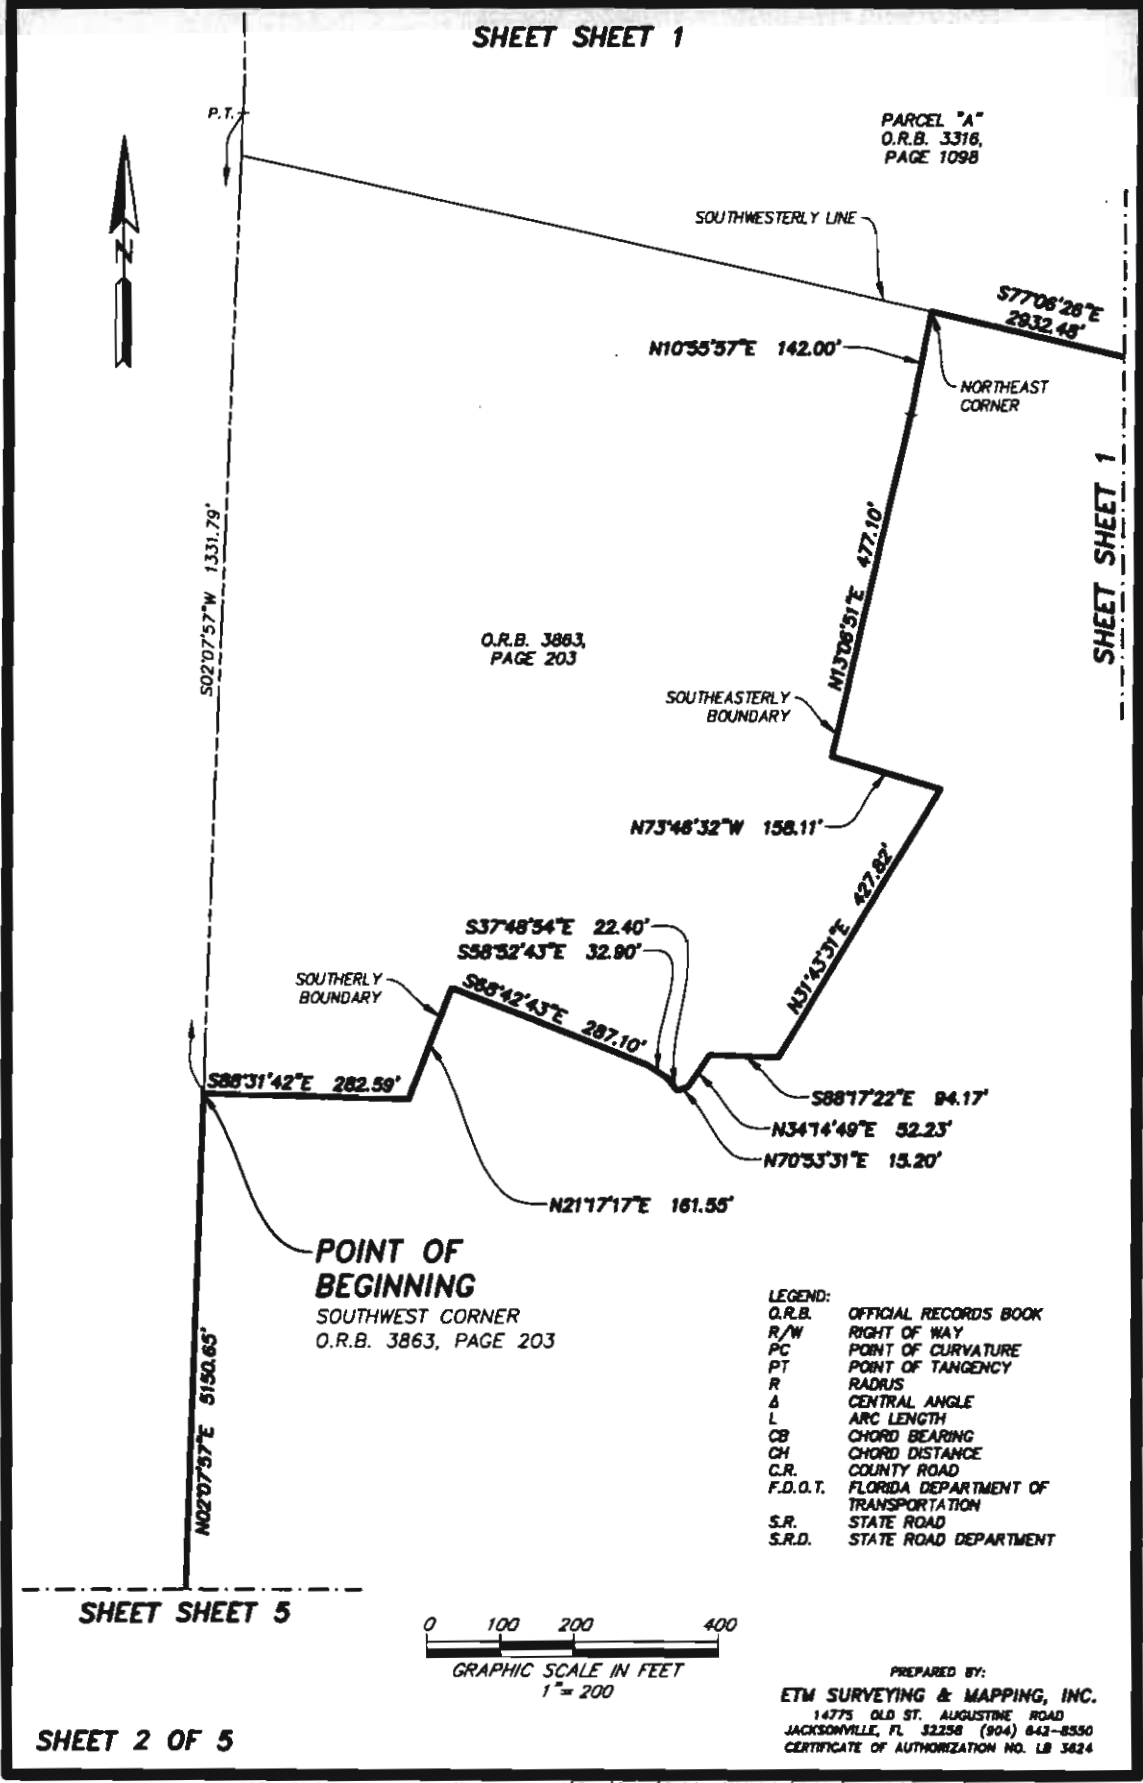 SHEET SHEET 1
P.T.
PARCEL "A"
O.R.B. 3316,
PAGE 1098
N
SOUTHWESTERLY LINE
S77°06'26"E
2932.48'
N10°55'57"E 142.00'
NORTHEAST
CORNER
SHEET SHEET 1
S02°07'57"W 1331.79'
N13°06'51"E 477.10'
O.R.B. 3863,
PAGE 203
SOUTHEASTERLY
BOUNDARY
N73°46'32"W 158.11'
N31°43'31"E 427.82'
S37°48'54"E 22.40'
S58°52'43"E 32.90'
SOUTHERLY
BOUNDARY
S68°42'43"E 287.10'
S88°31'42"E 282.59'
S88°17'22"E 94.17'
N34°14'49"E 52.23'
N70°53'31"E 15.20'
N21°17'17"E 161.55'
POINT OF
BEGINNING
SOUTHWEST CORNER
O.R.B. 3863, PAGE 203
N02°07'57"E 5150.65'
LEGEND:
O.R.B. OFFICIAL RECORDS BOOK
R/W RIGHT OF WAY
PC POINT OF CURVATURE
PT POINT OF TANGENCY
R RADIUS
Δ CENTRAL ANGLE
L ARC LENGTH
CB CHORD BEARING
CH CHORD DISTANCE
C.R. COUNTY ROAD
F.D.O.T. FLORIDA DEPARTMENT OF
TRANSPORTATION
S.R. STATE ROAD
S.R.D. STATE ROAD DEPARTMENT
SHEET SHEET 5
0 100 200 400
GRAPHIC SCALE IN FEET
1"= 200
PREPARED BY:
ETM SURVEYING & MAPPING, INC.
14775 OLD ST. AUGUSTINE ROAD
JACKSONVILLE, FL 32258 (904) 642-8550
CERTIFICATE OF AUTHORIZATION NO. LB 3624
SHEET 2 OF 5